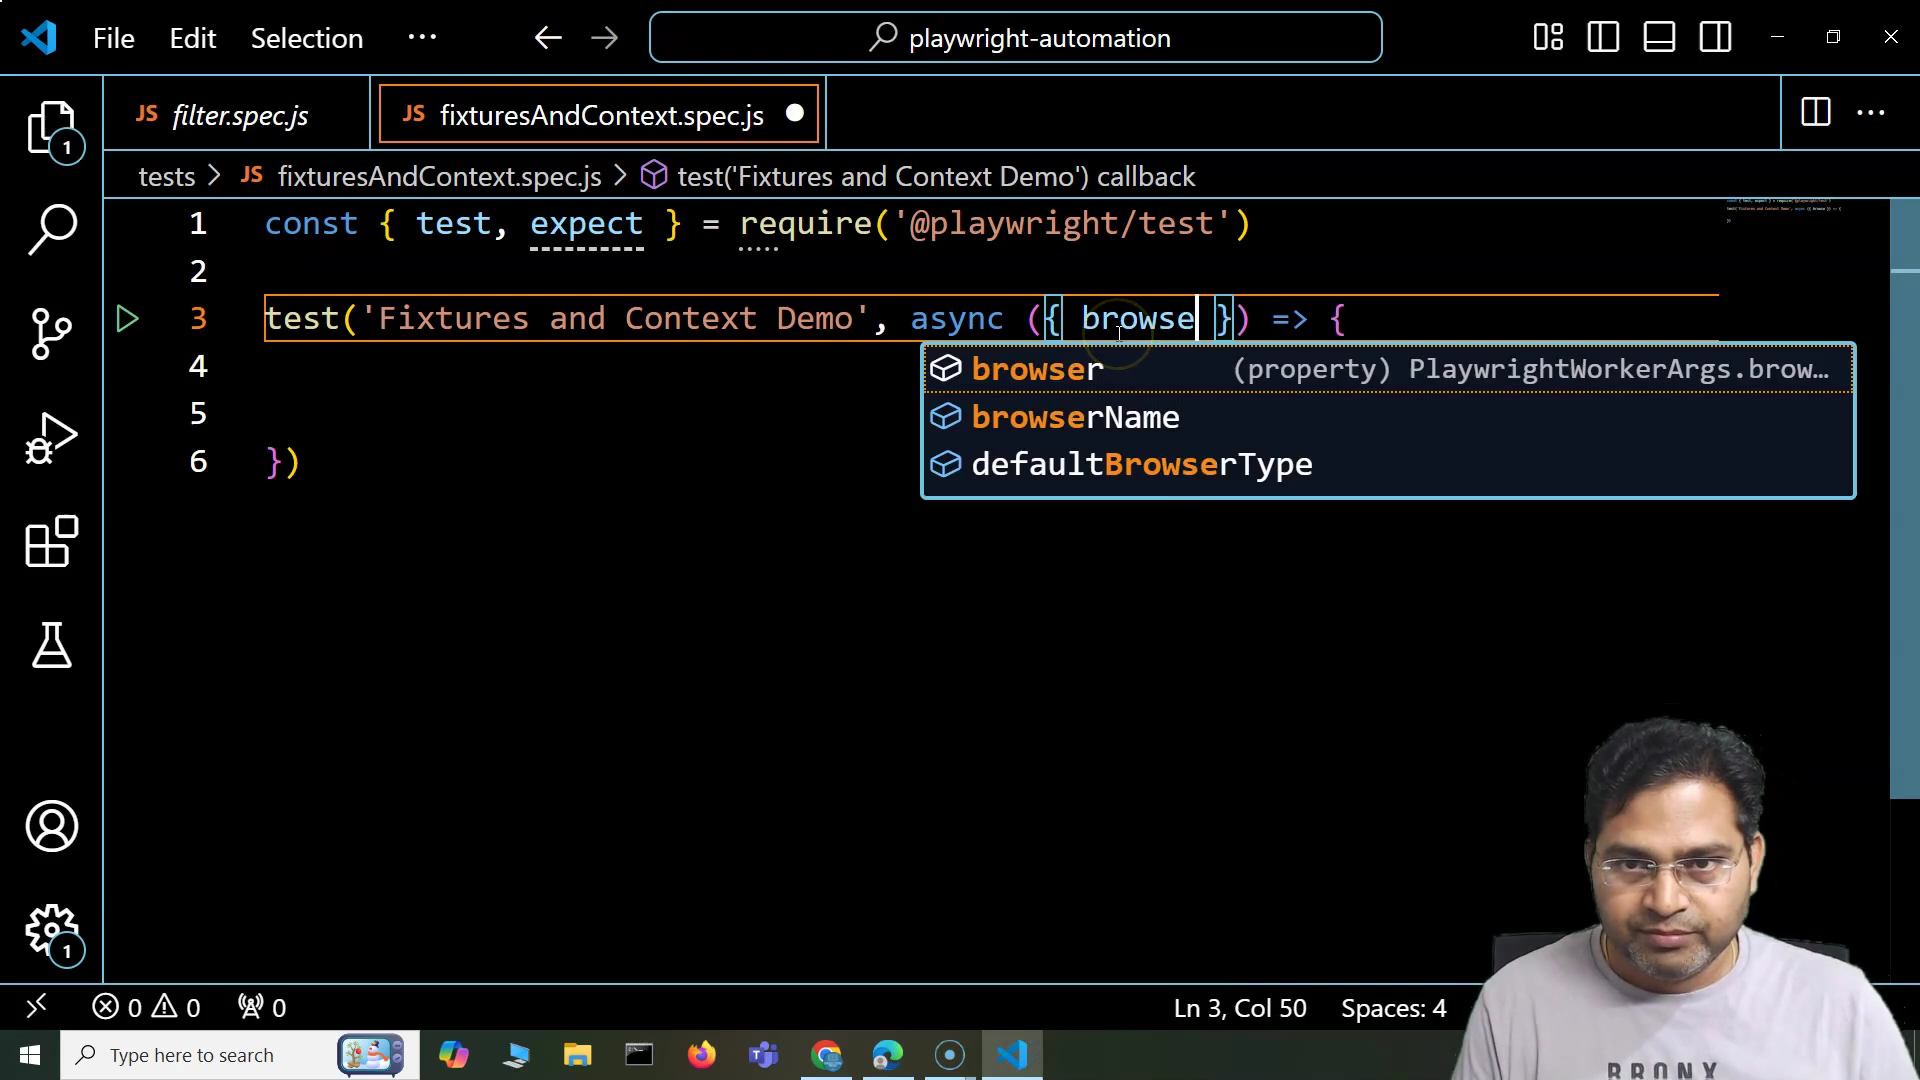 File Edit Selection ··· playwright-automation
JS filter.spec.js JS fixturesAndContext.spec.js ···
1
tests > JS fixturesAndContext.spec.js > test('Fixtures and Context Demo') callback
1 const { test, expect } = require('@playwright/test')
2
3 test('Fixtures and Context Demo', async ({ browse }) => {
4 browser (property) PlaywrightWorkerArgs.brow…
5 browserName
6 }) defaultBrowserType
1
0 0 0 Ln 3, Col 50 Spaces: 4
Type here to search
BRONX